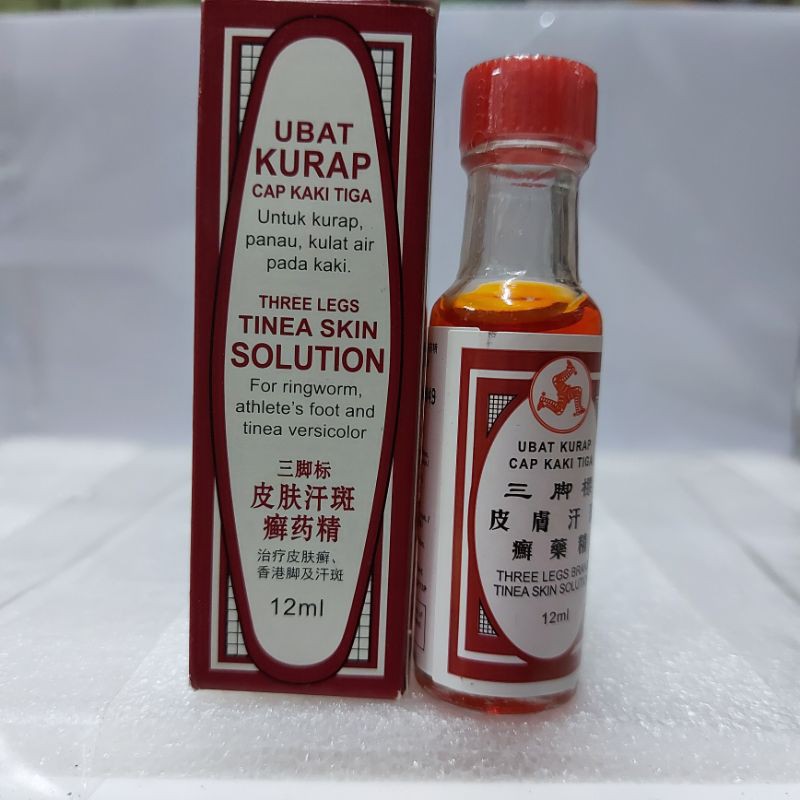 UBAT
KURAP
CAP KAKI TIGA
Untuk kurap,
panau, kulat air
pada kaki.
THREE LEGS
TINEA SKIN
SOLUTION
For ringworm,
athlete's foot and
tinea versicolor
三脚标
皮肤汗斑
癣药精
治疗皮肤癣、
香港脚及汗斑
12ml
UBAT KURAP
CAP KAKI TIGA
三脚標
皮膚汗
癬藥精
THREE LEGS BRAND
TINEA SKIN SOLUTION
12ml